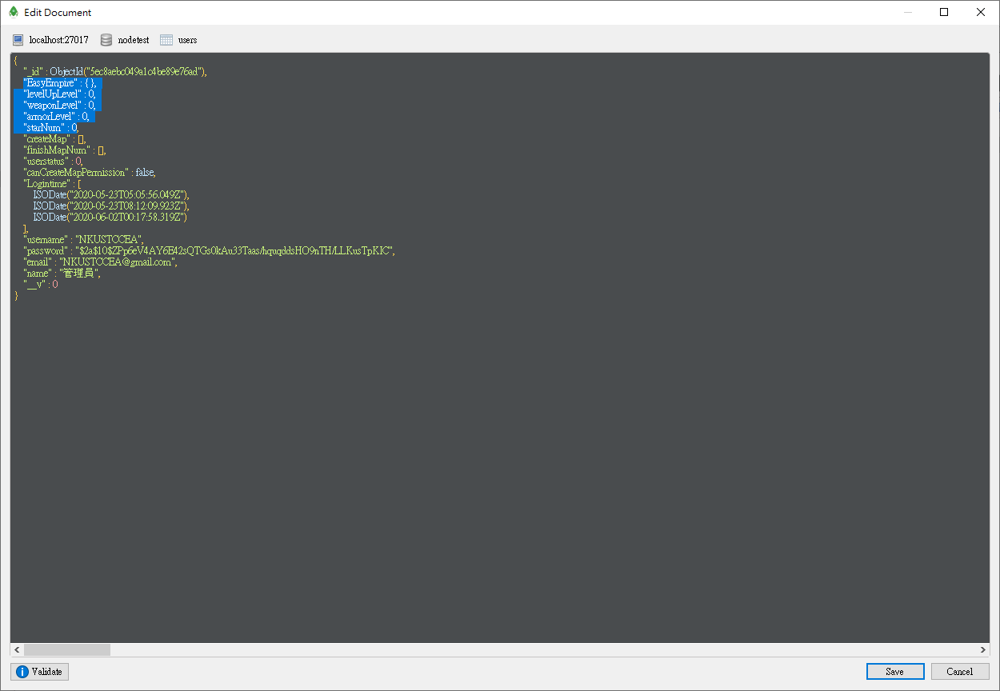 Edit Document
localhost:27017 nodetest users
{
"_id" : ObjectId("5ec8aebc049a1c4be89e76ad"),
"EasyEmpire" : { },
"levelUpLevel" : 0,
"weaponLevel" : 0,
"armorLevel" : 0,
"starNum" : 0,
"createMap" : [],
"finishMapNum" : [],
"userstatus" : 0,
"canCreateMapPermission" : false,
"Logintime" : [
ISODate("2020-05-23T05:05:56.049Z"),
ISODate("2020-05-23T08:12:09.923Z"),
ISODate("2020-06-02T00:17:58.319Z")
],
"username" : "NKUSTCCEA",
"password" : "$2a$10$ZPp6eV4AY6E42sQTGs0kAu33Taas/hquqddsHO9nTH/LLKusTpKIC",
"email" : "NKUSTCCEA@gmail.com",
"name" : "管理員",
"__v" : 0
}
Validate Save Cancel